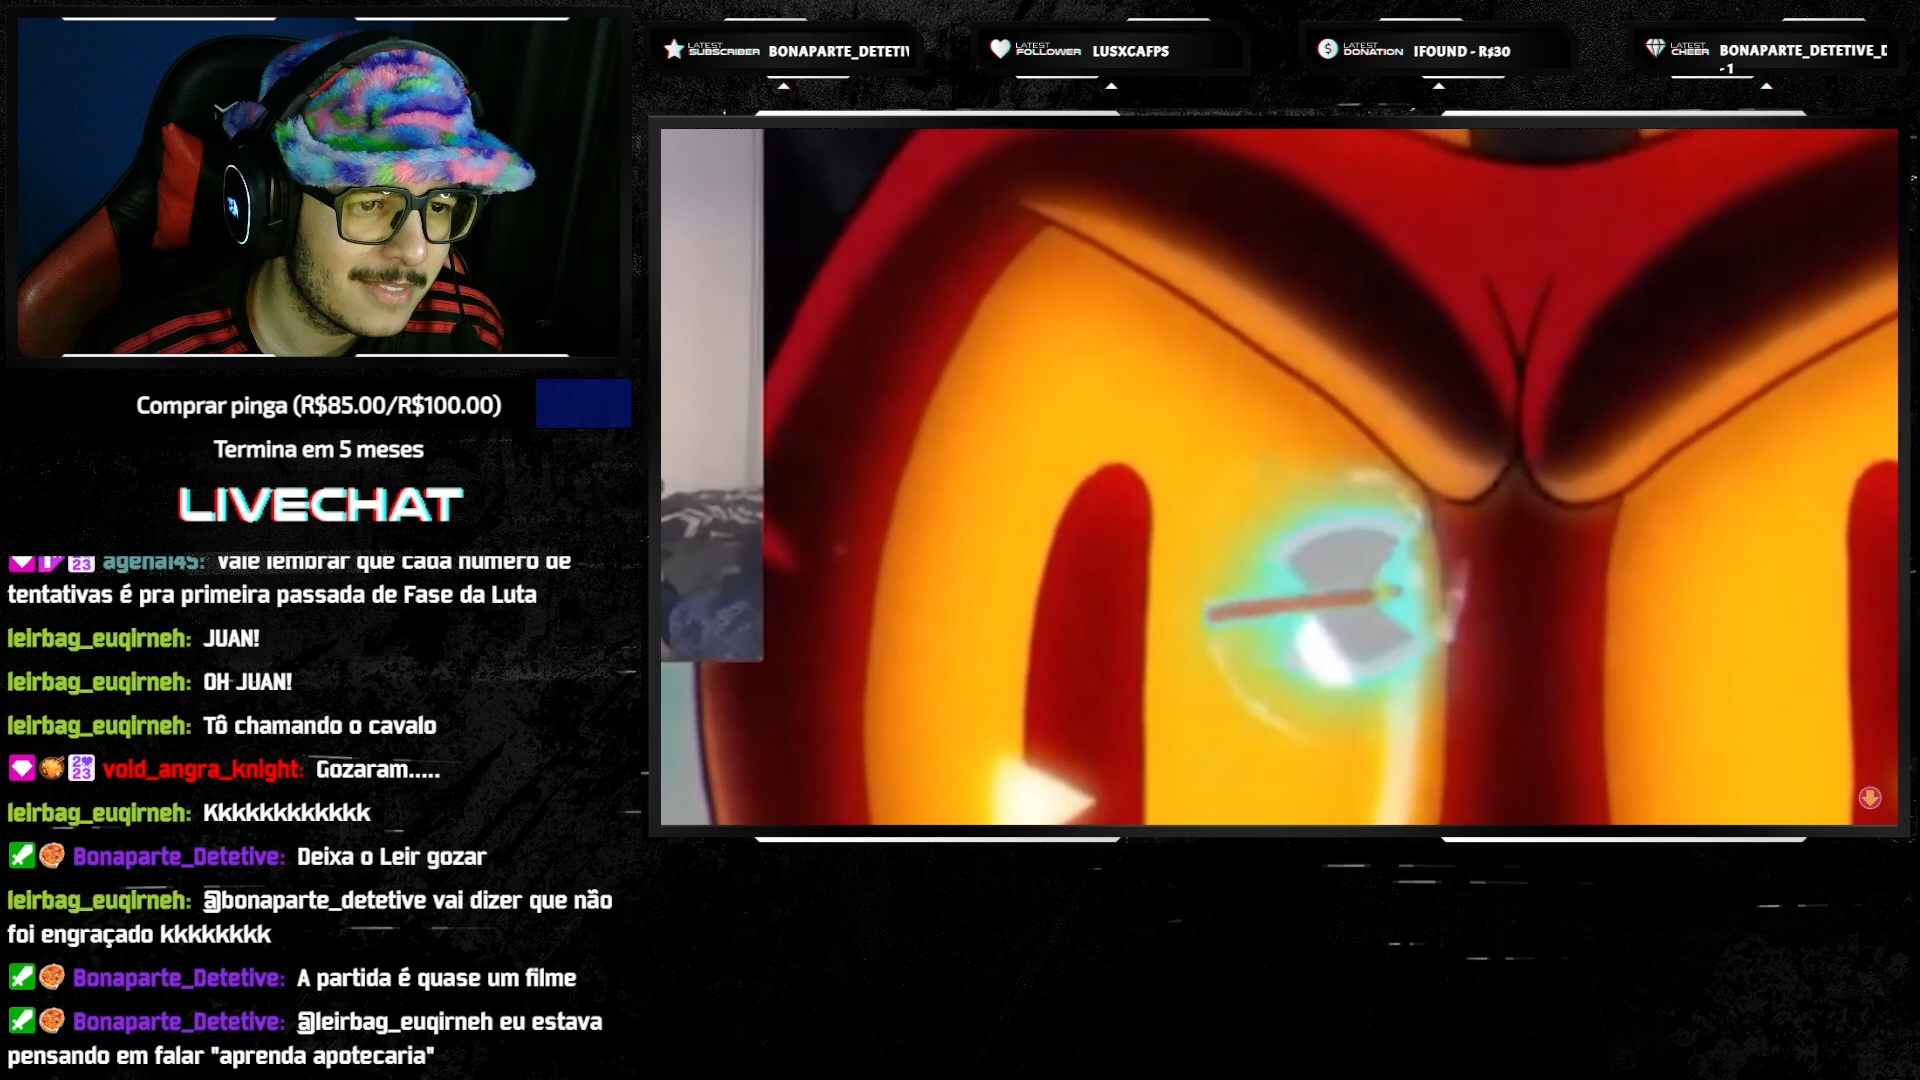 LATEST SUBSCRIBER BONAPARTE_DETETIV
LATEST FOLLOWER LUSXCAFPS
LATEST DONATION IFOUND - R$30
LATEST CHEER BONAPARTE_DETETIVE_D
-1
Comprar pinga (R$85.00/R$100.00)
Termina em 5 meses
LIVECHAT
agenal45: vale lembrar que cada numero de
tentativas é pra primeira passada de Fase da Luta
leirbag_euqirneh: JUAN!
leirbag_euqirneh: OH JUAN!
leirbag_euqirneh: Tô chamando o cavalo
void_angra_knight: Gozaram.....
leirbag_euqirneh: Kkkkkkkkkkkkk
Bonaparte_Detetive: Deixa o Leir gozar
leirbag_euqirneh: @bonaparte_detetive vai dizer que não
foi engraçado kkkkkkkk
Bonaparte_Detetive: A partida é quase um filme
Bonaparte_Detetive: @leirbag_euqirneh eu estava
pensando em falar "aprenda apotecaria"